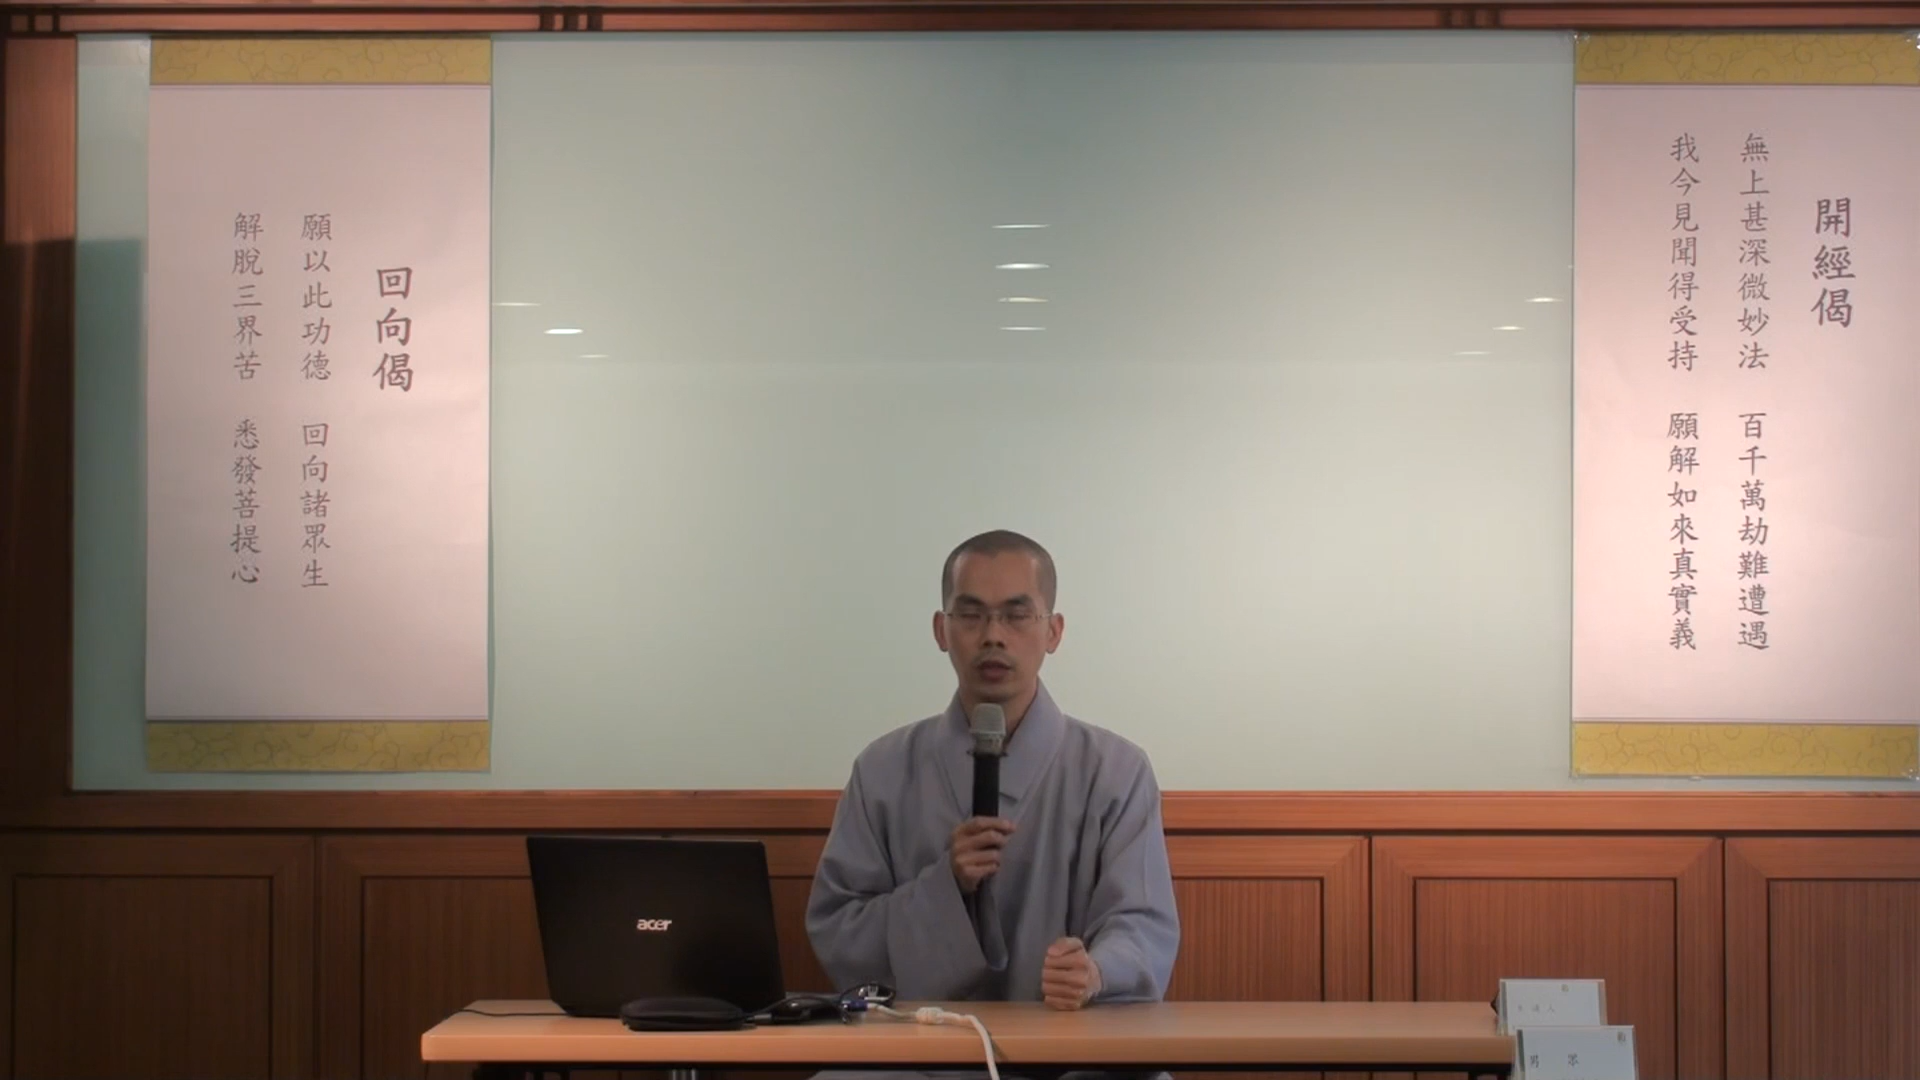 開經偈
無上甚深微妙法 百千萬劫難遭遇
我今見聞得受持 願解如來真實義
回向偈
願以此功德 回向諸眾生
解脫三界苦 悉發菩提心
acer
男 眾